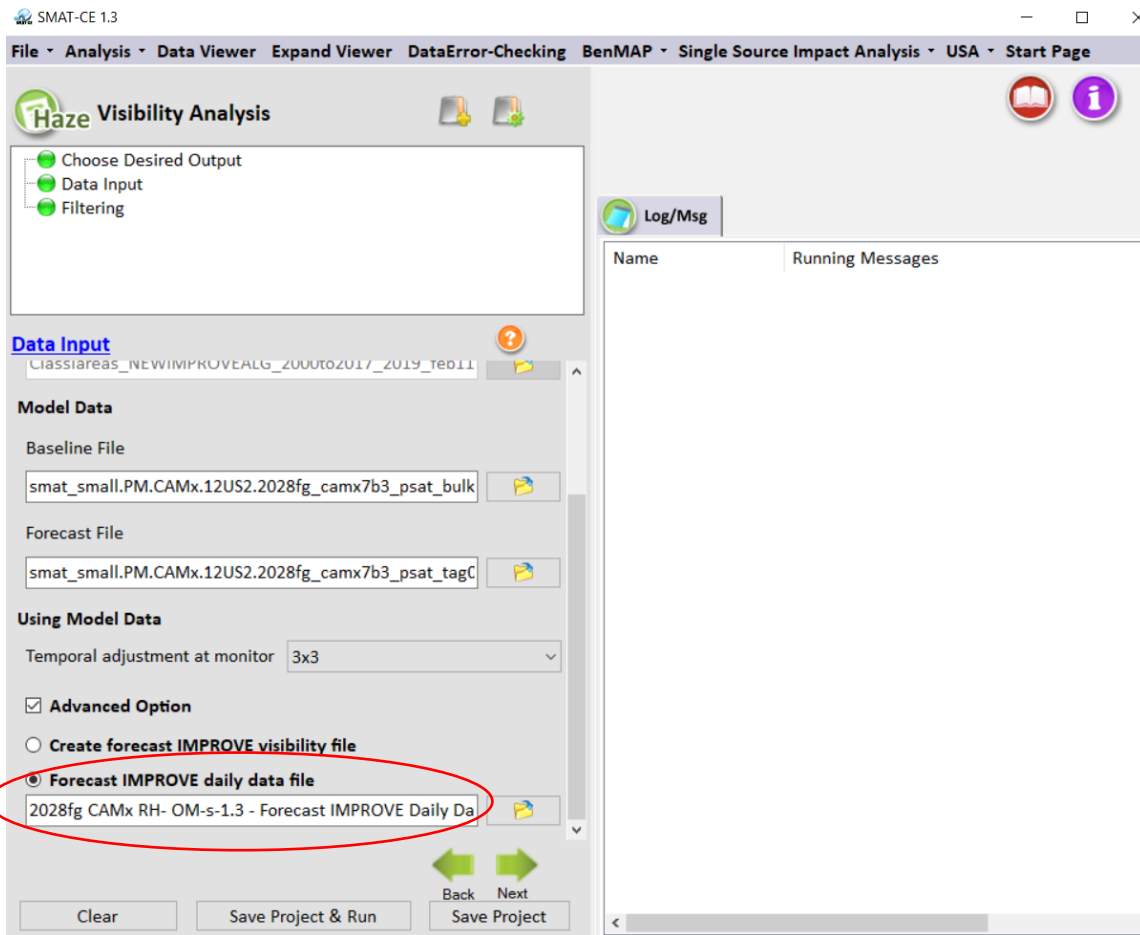 SMAT-CE 1.3
File Analysis Data Viewer Expand Viewer DataError-Checking BenMAP Single Source Impact Analysis USA Start Page
Haze Visibility Analysis
Choose Desired Output
Data Input
Filtering
Log/Msg
Name Running Messages
Data Input
ClassIareas_NEWIMPROVEALG_2000to2017_2019_feb11
Model Data
Baseline File
smat_small.PM.CAMx.12US2.2028fg_camx7b3_psat_bulk
Forecast File
smat_small.PM.CAMx.12US2.2028fg_camx7b3_psat_tag0
Using Model Data
Temporal adjustment at monitor 3x3
Advanced Option
Create forecast IMPROVE visibility file
Forecast IMPROVE daily data file
2028fg CAMx RH- OM-s-1.3 - Forecast IMPROVE Daily Da
Back Next
Clear Save Project & Run Save Project